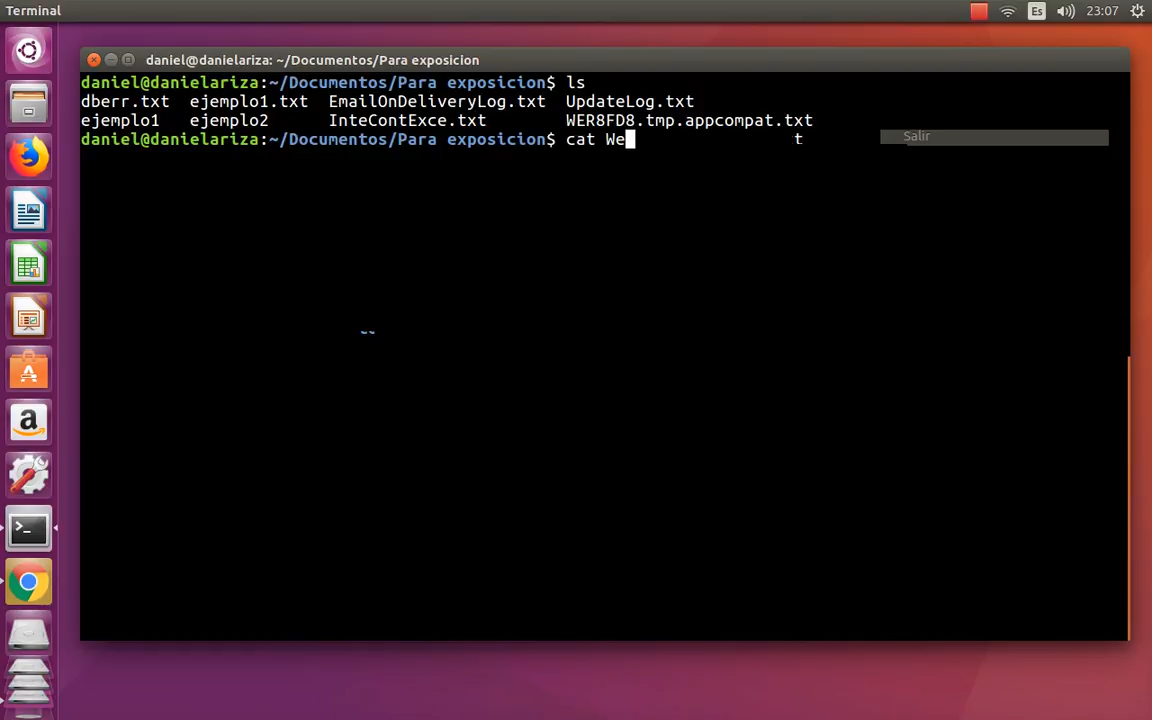 Terminal
Es 23:07
daniel@danielariza: ~/Documentos/Para exposicion
daniel@danielariza:~/Documentos/Para exposicion$ ls
dberr.txt ejemplo1.txt EmailOnDeliveryLog.txt UpdateLog.txt
ejemplo1 ejemplo2 InteContExce.txt WER8FD8.tmp.appcompat.txt
daniel@danielariza:~/Documentos/Para exposicion$ cat We t
Salir